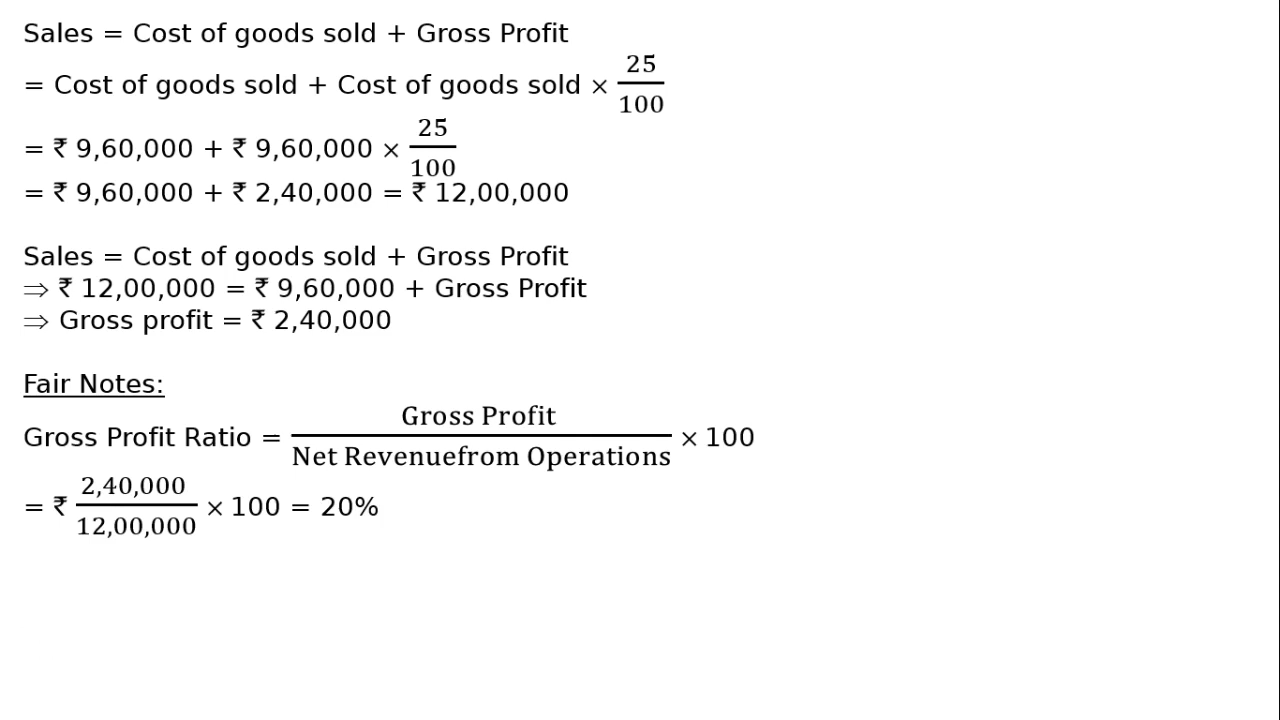 Sales = Cost of goods sold + Gross Profit
= Cost of goods sold + Cost of goods sold × 25/100
= ₹ 9,60,000 + ₹ 9,60,000 × 25/100
= ₹ 9,60,000 + ₹ 2,40,000 = ₹ 12,00,000
Sales = Cost of goods sold + Gross Profit
⇒ ₹ 12,00,000 = ₹ 9,60,000 + Gross Profit
⇒ Gross profit = ₹ 2,40,000
Fair Notes:
Gross Profit Ratio = Gross Profit/Net Revenuefrom Operations × 100
= ₹ 2,40,000/12,00,000 × 100 = 20%